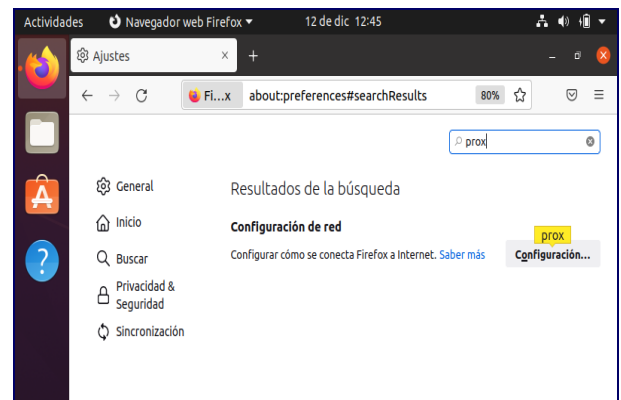 Actividades Navegador web Firefox 12 de dic 12:45
Ajustes
Fi...x about:preferences#searchResults 80%
prox
General
Inicio
Buscar
Privacidad &
Seguridad
Sincronización
Resultados de la búsqueda
Configuración de red
prox
Configurar cómo se conecta Firefox a Internet. Saber más Configuración...